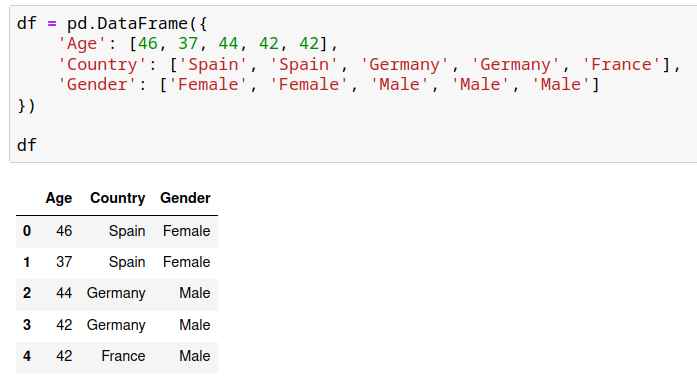 df = pd.DataFrame({
    'Age': [46, 37, 44, 42, 42],
    'Country': ['Spain', 'Spain', 'Germany', 'Germany', 'France'],
    'Gender': ['Female', 'Female', 'Male', 'Male', 'Male']
})
df
Age Country Gender
0 46 Spain Female
1 37 Spain Female
2 44 Germany Male
3 42 Germany Male
4 42 France Male